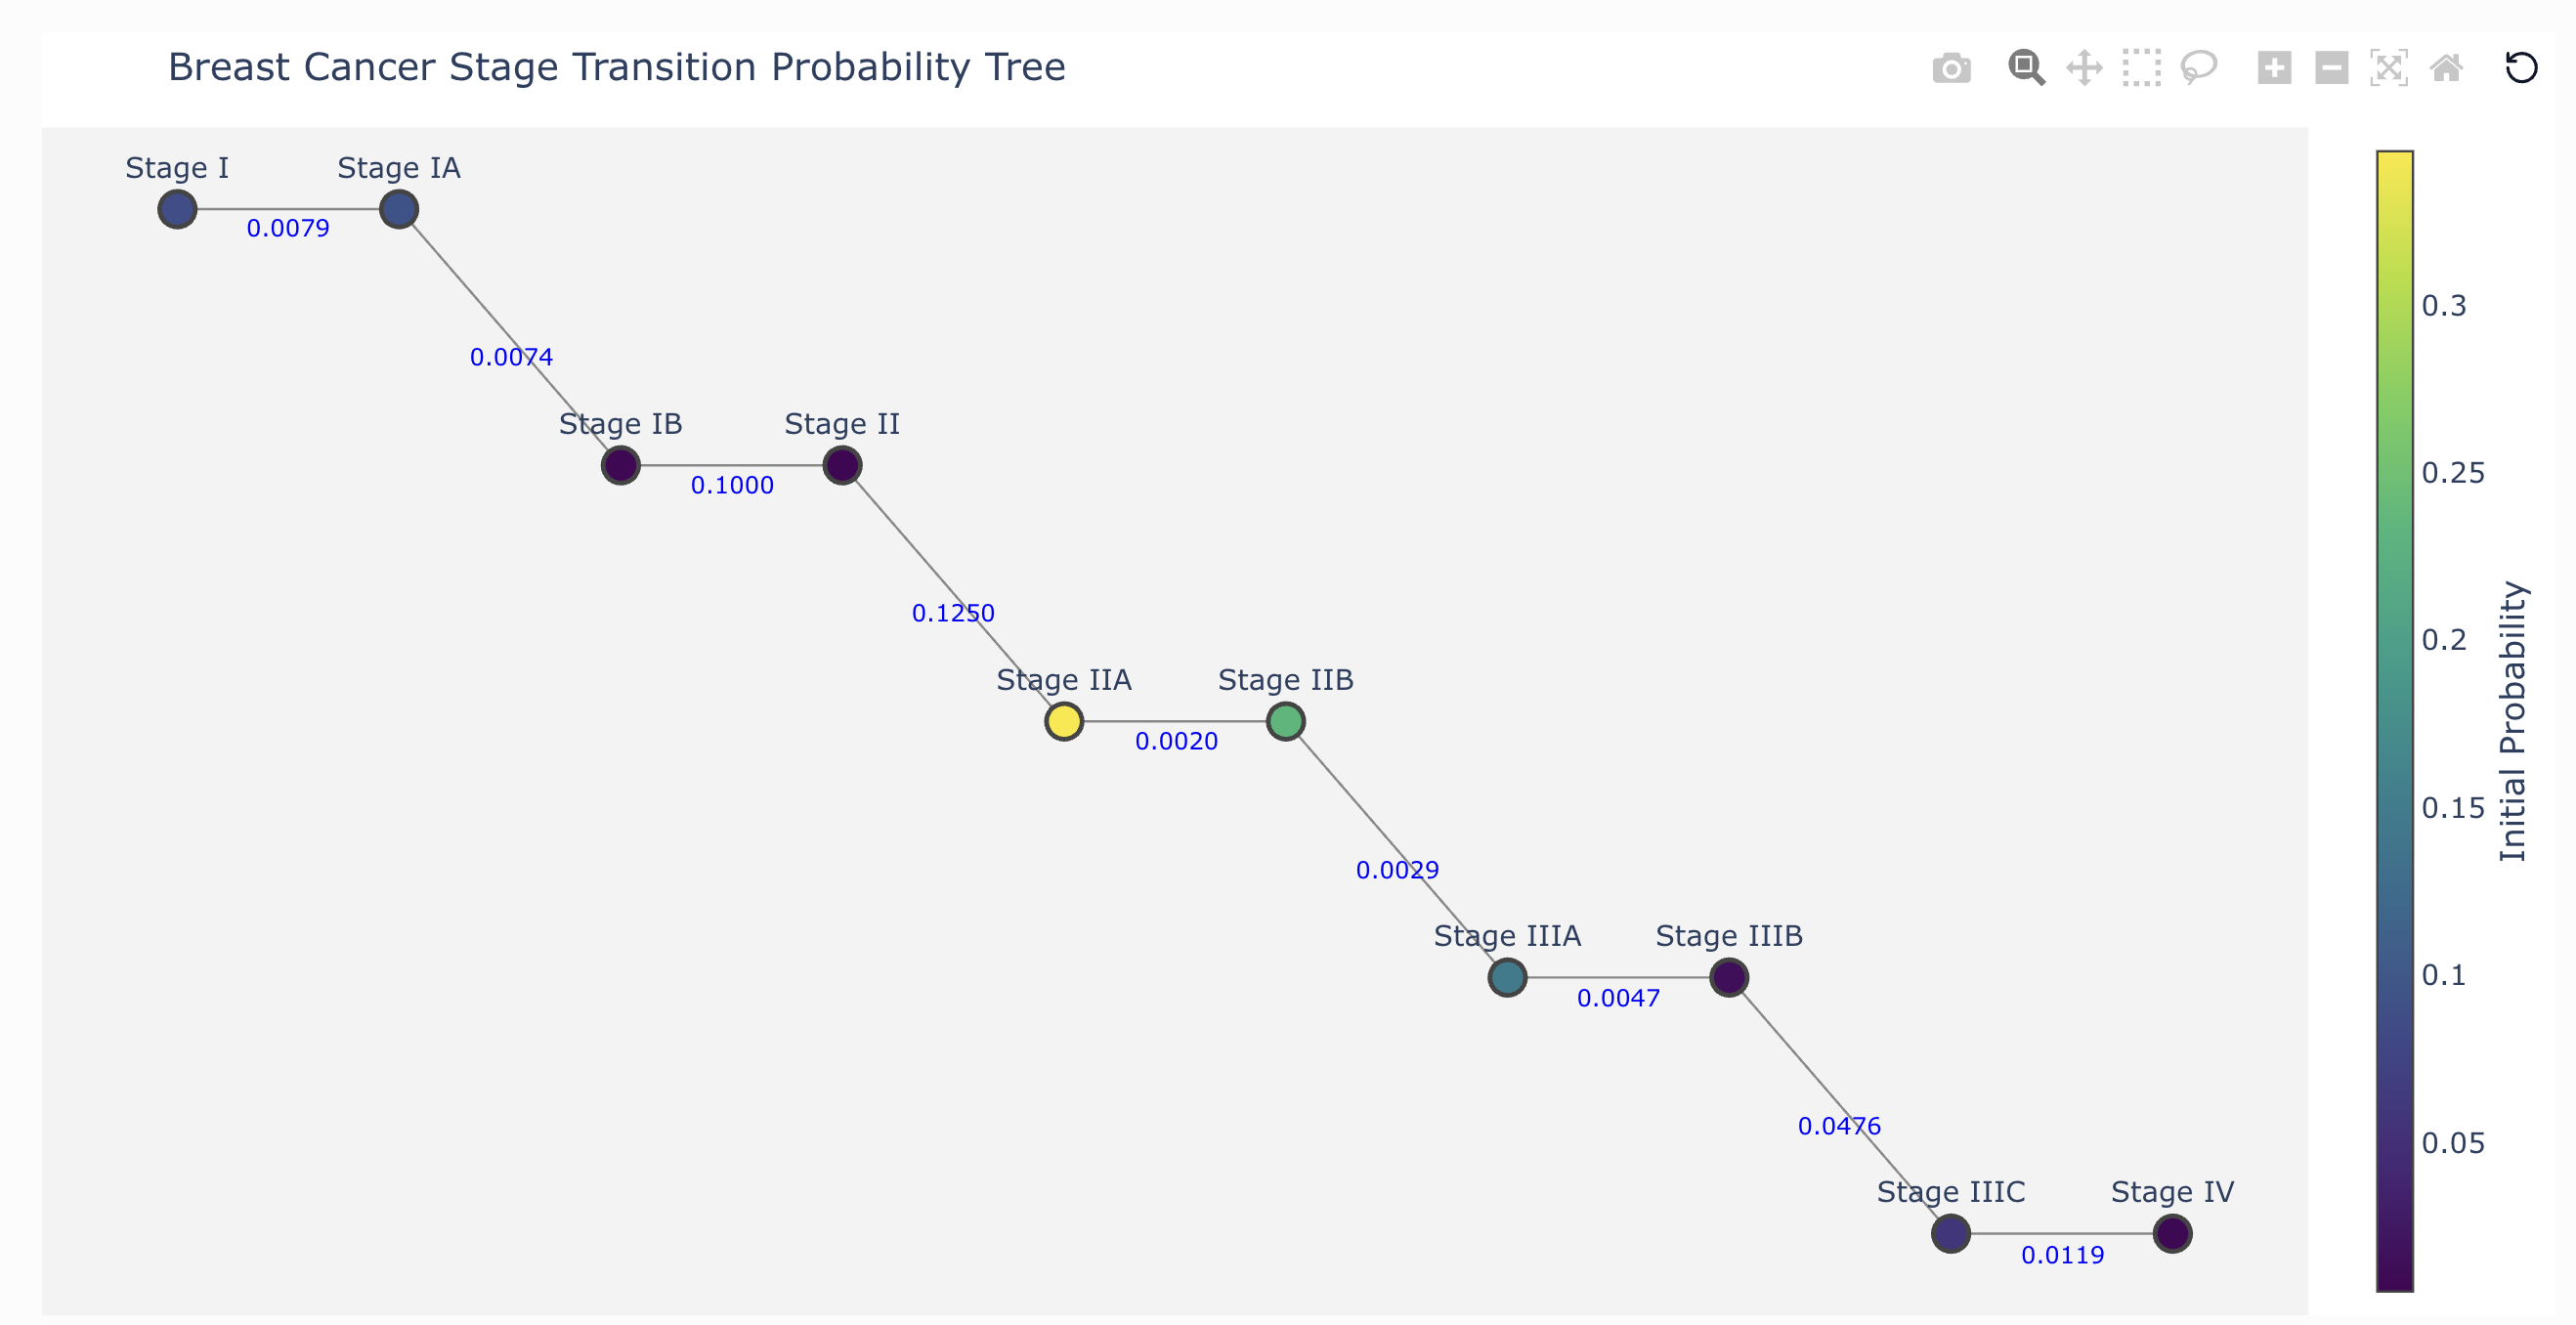 Breast Cancer Stage Transition Probability Tree
Stage I
Stage IA
0.0079
0.0074
Stage IB
Stage II
0.1000
0.1250
Stage IIA
Stage IIB
0.0020
0.0029
Stage IIIA
Stage IIIB
0.0047
0.0476
Stage IIIC
Stage IV
0.0119
0.3
0.25
0.2
0.15
0.1
0.05
Initial Probability